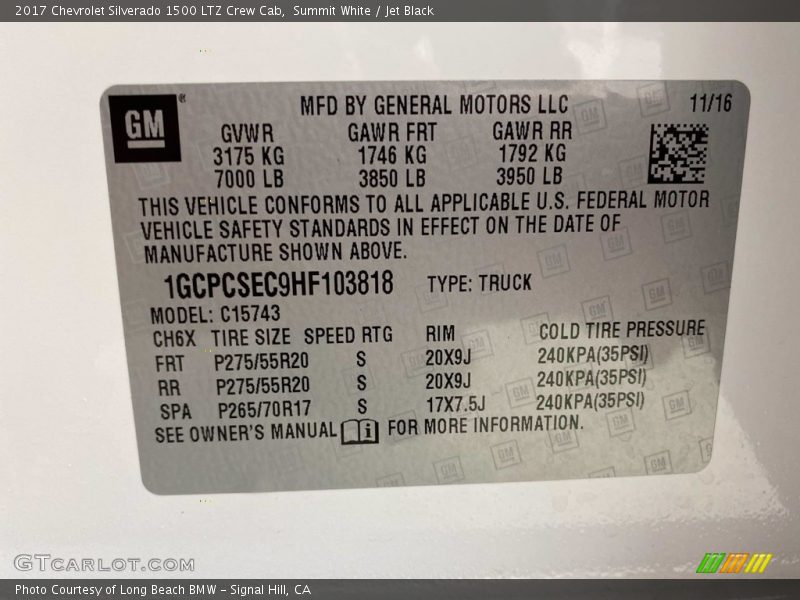 2017 Chevrolet Silverado 1500 LTZ Crew Cab, Summit White / Jet Black
GM ®
MFD BY GENERAL MOTORS LLC 11/16
GVWR GAWR FRT GAWR RR
3175 KG 1746 KG 1792 KG
7000 LB 3850 LB 3950 LB
THIS VEHICLE CONFORMS TO ALL APPLICABLE U.S. FEDERAL MOTOR
VEHICLE SAFETY STANDARDS IN EFFECT ON THE DATE OF
MANUFACTURE SHOWN ABOVE.
1GCPCSEC9HF103818 TYPE: TRUCK
MODEL: C15743
CH6X TIRE SIZE SPEED RTG RIM COLD TIRE PRESSURE
FRT P275/55R20 S 20X9J 240KPA(35PSI)
RR P275/55R20 S 20X9J 240KPA(35PSI)
SPA P265/70R17 S 17X7.5J 240KPA(35PSI)
SEE OWNER'S MANUAL i FOR MORE INFORMATION.
GTCARLOT.COM
Photo Courtesy of Long Beach BMW - Signal Hill, CA